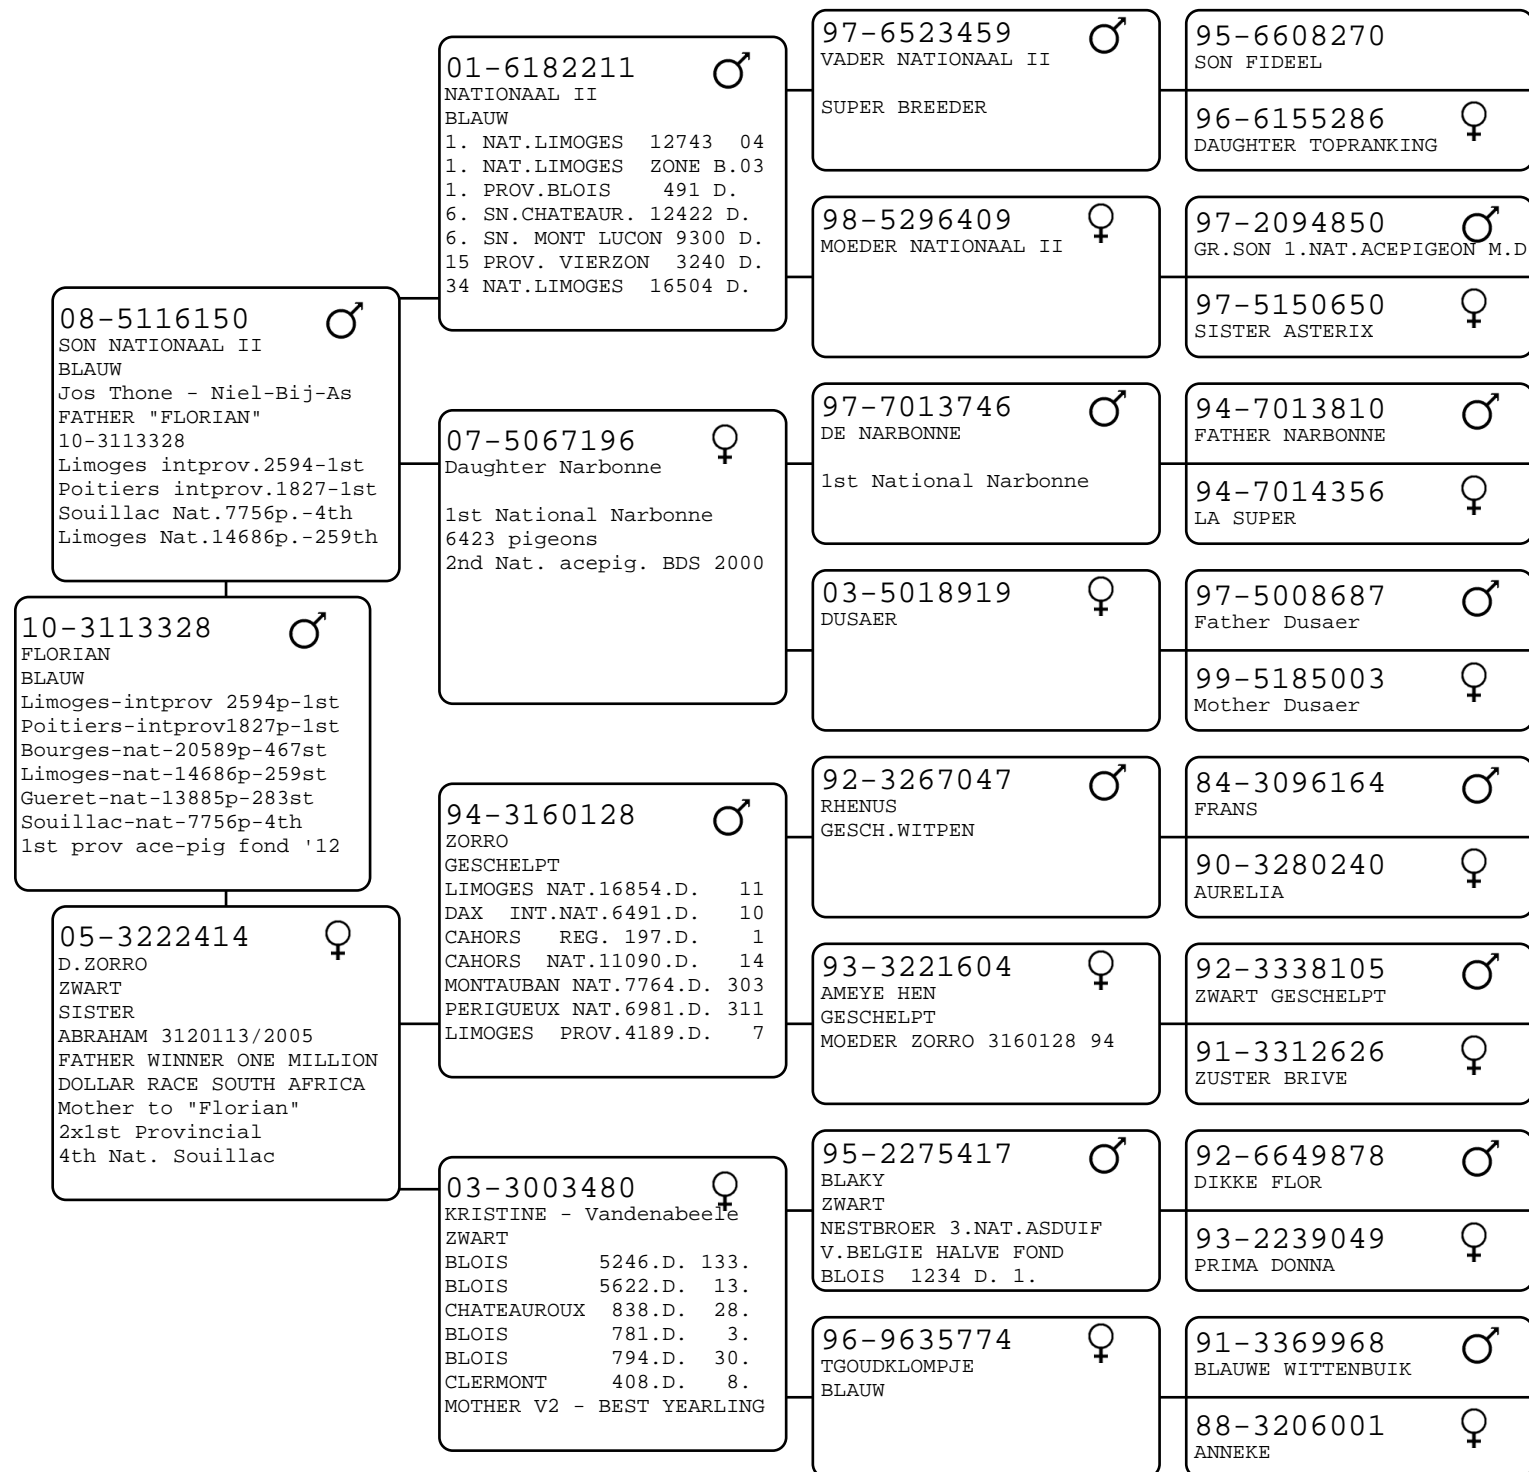 10-3113328
FLORIAN
BLAUW
Limoges-intprov 2594p-1st
Poitiers-intprov1827p-1st
Bourges-nat-20589p-467st
Limoges-nat-14686p-259st
Gueret-nat-13885p-283st
Souillac-nat-7756p-4th
1st prov ace-pig fond '12
08-5116150
SON NATIONAAL II
BLAUW
Jos Thone - Niel-Bij-As
FATHER "FLORIAN"
10-3113328
Limoges intprov.2594-1st
Poitiers intprov.1827-1st
Souillac Nat.7756p.-4th
Limoges Nat.14686p.-259th
05-3222414
D.ZORRO
ZWART
SISTER
ABRAHAM 3120113/2005
FATHER WINNER ONE MILLION
DOLLAR RACE SOUTH AFRICA
Mother to "Florian"
2x1st Provincial
4th Nat. Souillac
01-6182211
NATIONAAL II
BLAUW
1. NAT.LIMOGES  12743  04
1. NAT.LIMOGES  ZONE B.03
1. PROV.BLOIS    491 D.
6. SN.CHATEAUR. 12422 D.
6. SN. MONT LUCON 9300 D.
15 PROV. VIERZON  3240 D.
34 NAT.LIMOGES  16504 D.
07-5067196
Daughter Narbonne
1st National Narbonne
6423 pigeons
2nd Nat. acepig. BDS 2000
94-3160128
ZORRO
GESCHELPT
LIMOGES NAT.16854.D.   11
DAX  INT.NAT.6491.D.   10
CAHORS   REG. 197.D.    1
CAHORS  NAT.11090.D.   14
MONTAUBAN NAT.7764.D. 303
PERIGUEUX NAT.6981.D. 311
LIMOGES  PROV.4189.D.   7
03-3003480
KRISTINE - Vandenabeele
ZWART
BLOIS       5246.D. 133.
BLOIS       5622.D.  13.
CHATEAUROUX  838.D.  28.
BLOIS        781.D.   3.
BLOIS        794.D.  30.
CLERMONT     408.D.   8.
MOTHER V2 - BEST YEARLING
97-6523459
VADER NATIONAAL II
SUPER BREEDER
98-5296409
MOEDER NATIONAAL II
97-7013746
DE NARBONNE
1st National Narbonne
03-5018919
DUSAER
92-3267047
RHENUS
GESCH.WITPEN
93-3221604
AMEYE HEN
GESCHELPT
MOEDER ZORRO 3160128 94
95-2275417
BLAKY
ZWART
NESTBROER 3.NAT.ASDUIF
V.BELGIE HALVE FOND
BLOIS  1234 D. 1.
96-9635774
TGOUDKLOMPJE
BLAUW
95-6608270
SON FIDEEL
96-6155286
DAUGHTER TOPRANKING
97-2094850
GR.SON 1.NAT.ACEPIGEON M.D
97-5150650
SISTER ASTERIX
94-7013810
FATHER NARBONNE
94-7014356
LA SUPER
97-5008687
Father Dusaer
99-5185003
Mother Dusaer
84-3096164
FRANS
90-3280240
AURELIA
92-3338105
ZWART GESCHELPT
91-3312626
ZUSTER BRIVE
92-6649878
DIKKE FLOR
93-2239049
PRIMA DONNA
91-3369968
BLAUWE WITTENBUIK
88-3206001
ANNEKE